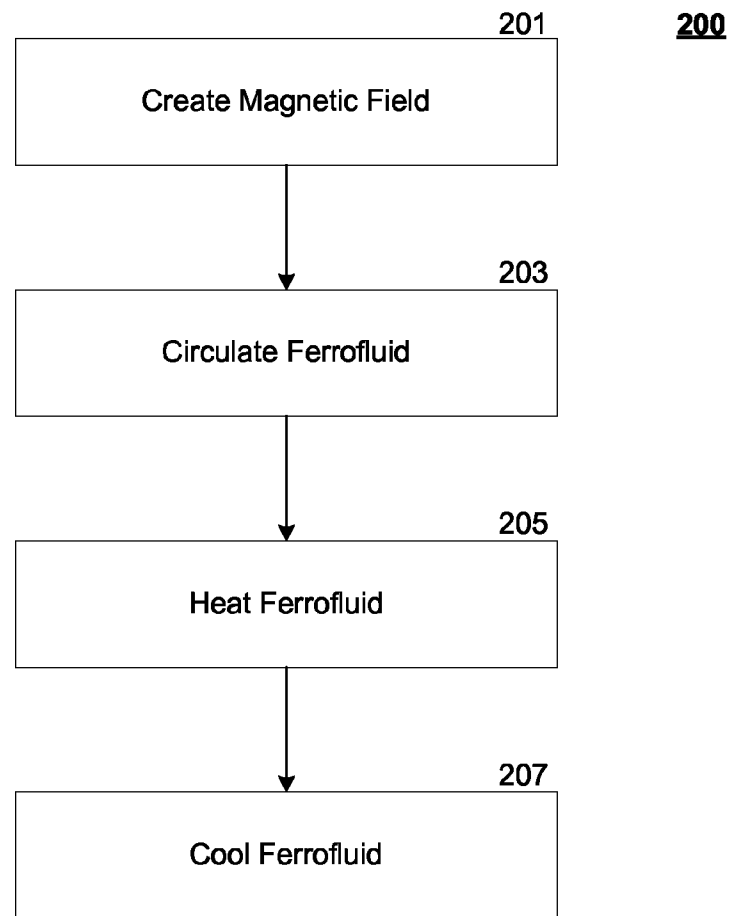 201
200
Create Magnetic Field
203
Circulate Ferrofluid
205
Heat Ferrofluid
207
Cool Ferrofluid